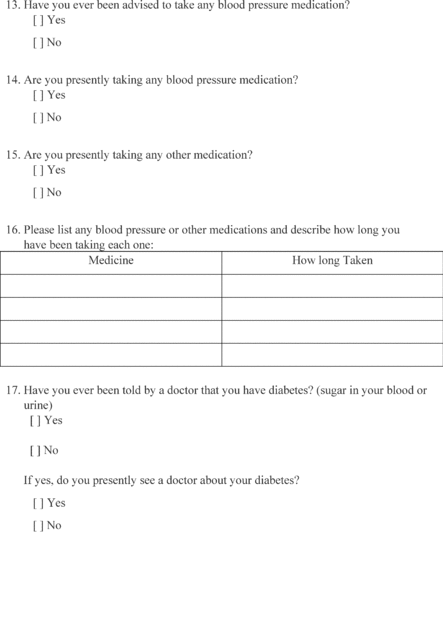 13. Have you ever been advised to take any blood pressure medication?
[ ] Yes
[ ] No
14. Are you presently taking any blood pressure medication?
[ ] Yes
[ ] No
15. Are you presently taking any other medication?
[ ] Yes
[ ] No
16. Please list any blood pressure or other medications and describe how long you
have been taking each one:
Medicine How long Taken
17. Have you ever been told by a doctor that you have diabetes? (sugar in your blood or
urine)
[ ] Yes
[ ] No
If yes, do you presently see a doctor about your diabetes?
[ ] Yes
[ ] No